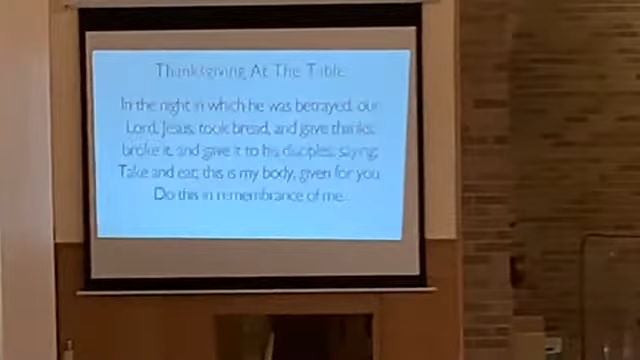 Thanksgiving At The Table
In the night in which he was betrayed, our
Lord, Jesus, took bread, and gave thanks,
broke it, and gave it to his disciples, saying;
Take and eat; this is my body, given for you.
Do this in remembrance of me.